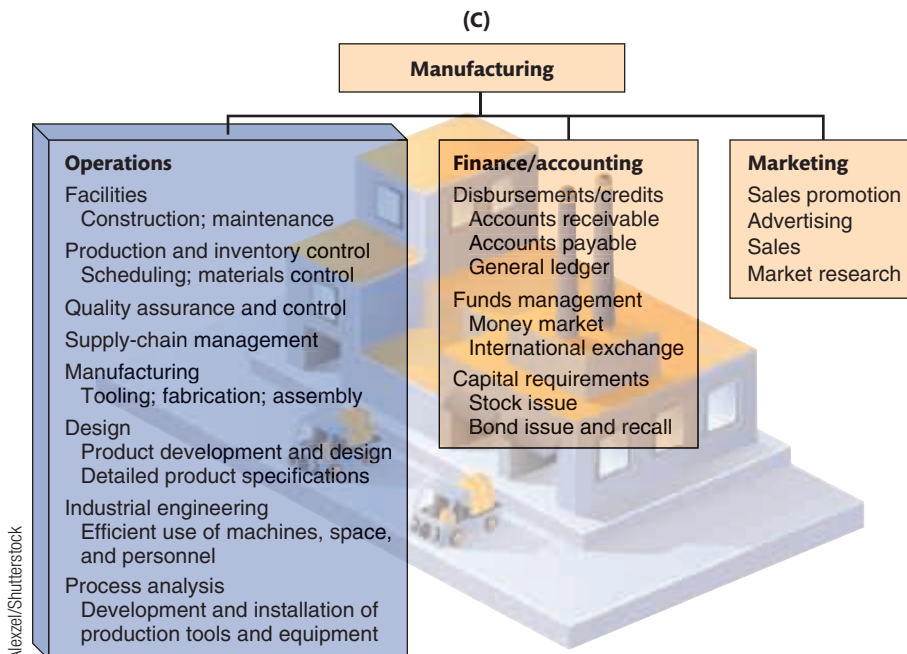 (C)
Manufacturing
Operations
Facilities
Construction; maintenance
Production and inventory control
Scheduling; materials control
Quality assurance and control
Supply-chain management
Manufacturing
Tooling; fabrication; assembly
Design
Product development and design
Detailed product specifications
Industrial engineering
Efficient use of machines, space,
and personnel
Process analysis
Development and installation of
production tools and equipment
Finance/accounting
Disbursements/credits
Accounts receivable
Accounts payable
General ledger
Funds management
Money market
International exchange
Capital requirements
Stock issue
Bond issue and recall
Marketing
Sales promotion
Advertising
Sales
Market research
Alexzel/Shutterstock